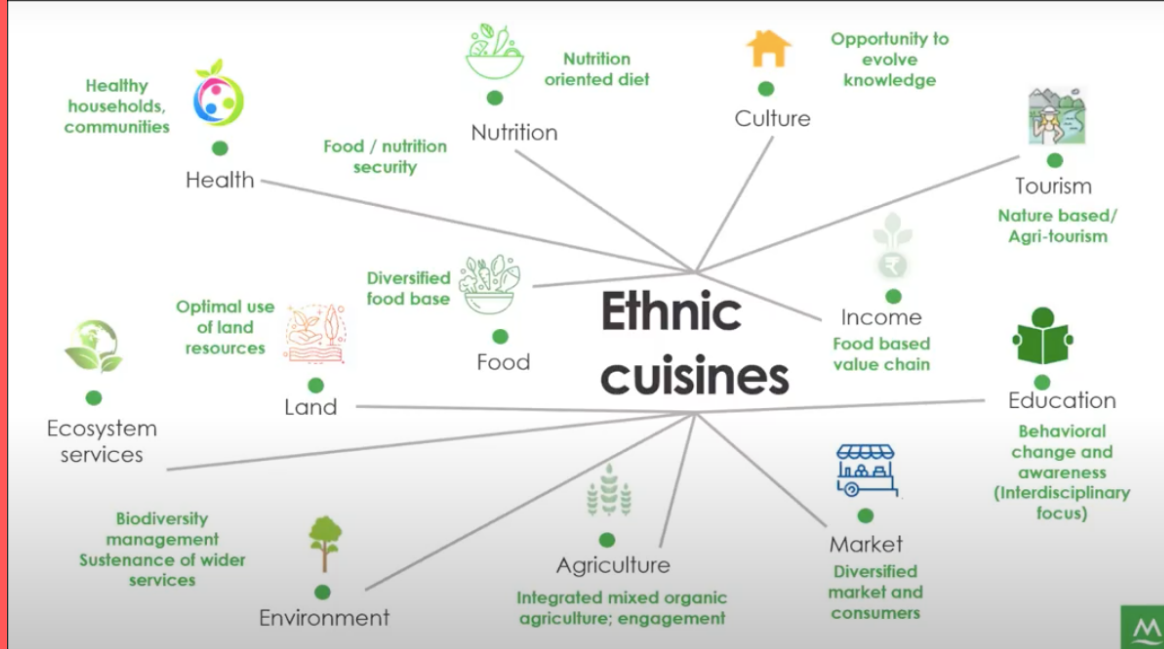 Healthy
households,
communities
Health
Food / nutrition
security
Nutrition
oriented diet
Nutrition
Opportunity to
evolve
knowledge
Culture
Tourism
Nature based/
Agri-tourism
Diversified
food base
Food
Optimal use
of land
resources
Land
Ethnic
cuisines
₹
Income
Food based
value chain
Education
Behavioral
change and
awareness
(Interdisciplinary
focus)
Ecosystem
services
Biodiversity
management
Sustenance of wider
services
Environment
Agriculture
Integrated mixed organic
agriculture; engagement
Market
Diversified
market and
consumers